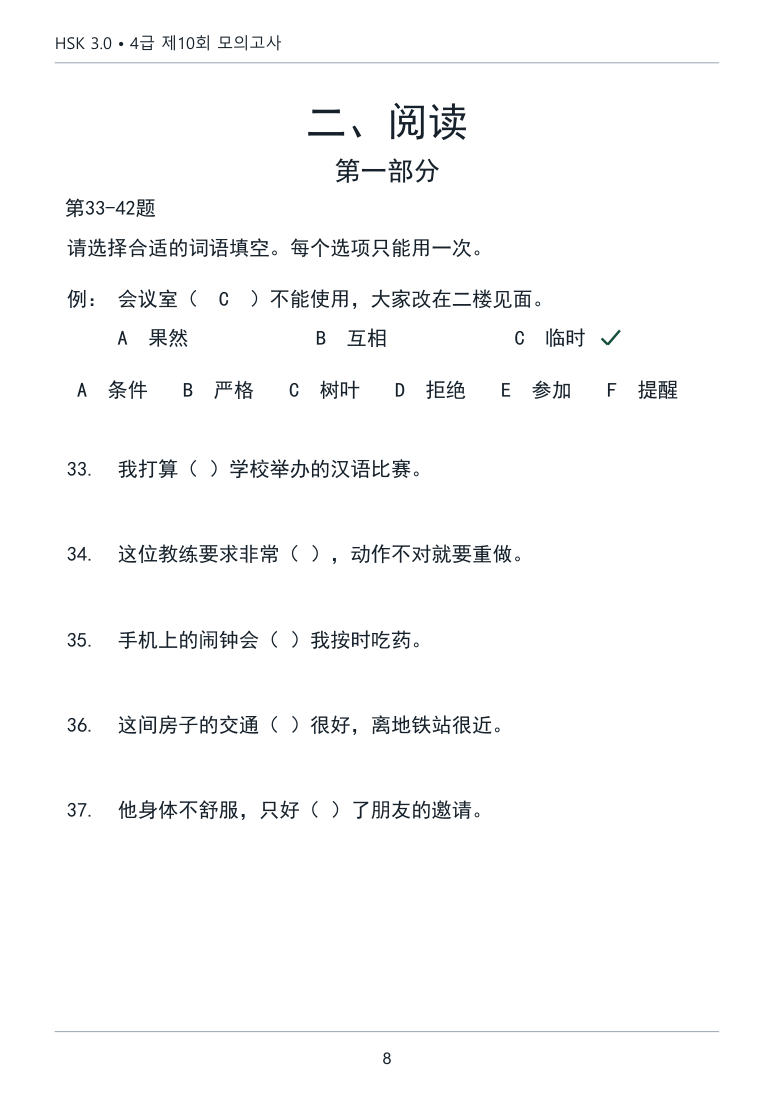 HSK 3.0 • 4급 제10회 모의고사
二、阅读
第一部分
第33-42题
请选择合适的词语填空。每个选项只能用一次。
例： 会议室（ C ）不能使用，大家改在二楼见面。
A 果然 B 互相 C 临时 ✓
A 条件 B 严格 C 树叶 D 拒绝 E 参加 F 提醒
33. 我打算（ ）学校举办的汉语比赛。
34. 这位教练要求非常（ ），动作不对就要重做。
35. 手机上的闹钟会（ ）我按时吃药。
36. 这间房子的交通（ ）很好，离地铁站很近。
37. 他身体不舒服，只好（ ）了朋友的邀请。
8